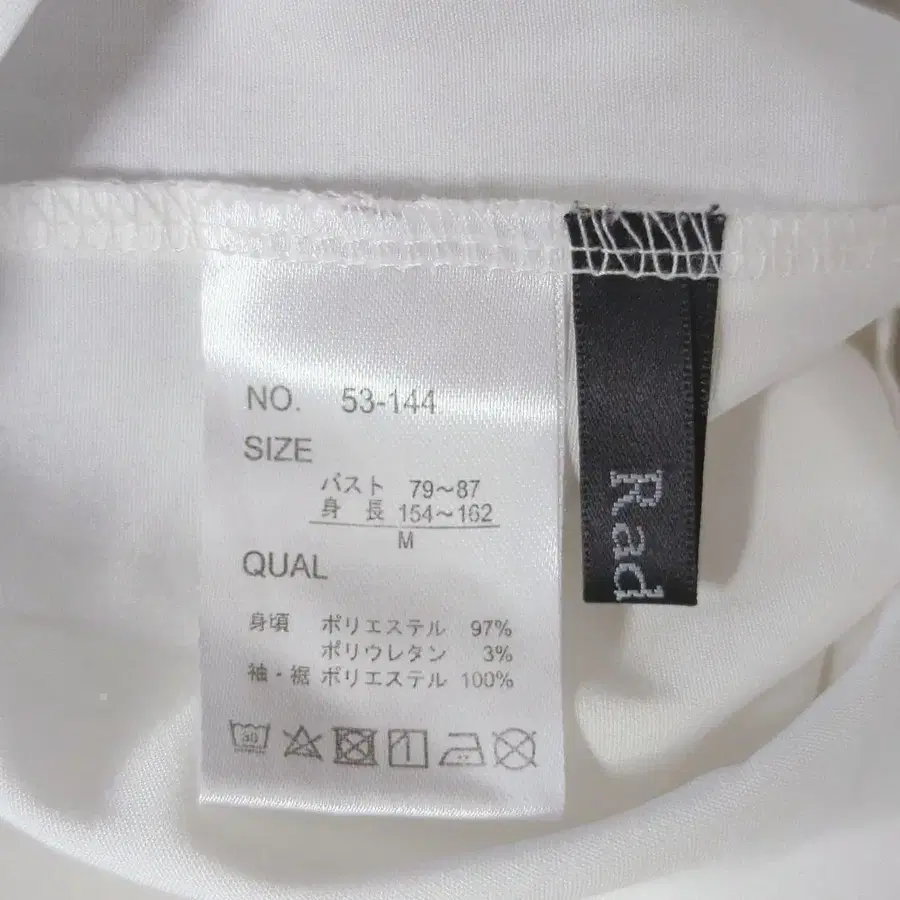 NO. 53-144
SIZE
バスト 79〜87
身 長 154〜162
M
QUAL
身頃 ポリエステル 97%
ポリウレタン 3%
袖・裾 ポリエステル 100%
30
Rad